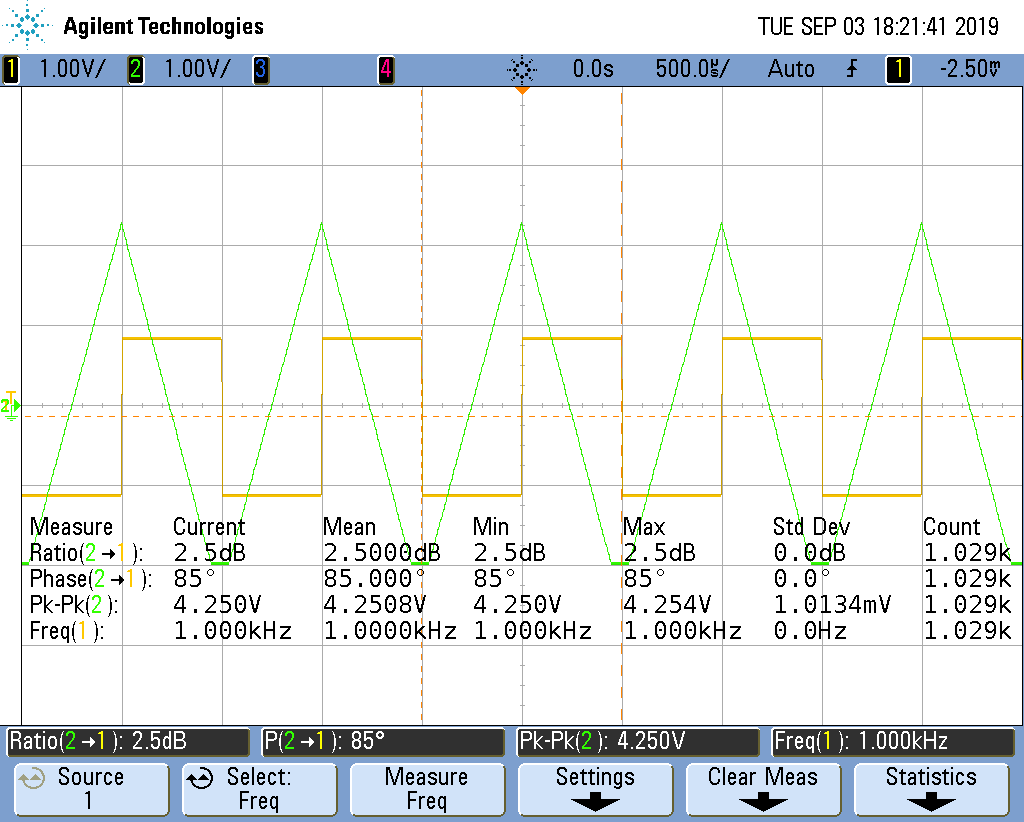 Agilent Technologies TUE SEP 03 18:21:41 2019
1 1.00V/ 2 1.00V/ 3 4 0.0s 500.0㎲/ Auto 1 -2.50㎷
2
Measure Current Mean Min Max Std Dev Count
Ratio(2→1): 2.5dB 2.5000dB 2.5dB 2.5dB 0.0dB 1.029k
Phase(2→1): 85° 85.000° 85° 85° 0.0° 1.029k
Pk-Pk(2): 4.250V 4.2508V 4.250V 4.254V 1.0134mV 1.029k
Freq(1): 1.000kHz 1.0000kHz 1.000kHz 1.000kHz 0.0Hz 1.029k
Ratio(2→1): 2.5dB P(2→1): 85° Pk-Pk(2): 4.250V Freq(1): 1.000kHz
Source Select: Measure Settings Clear Meas Statistics
1 Freq Freq